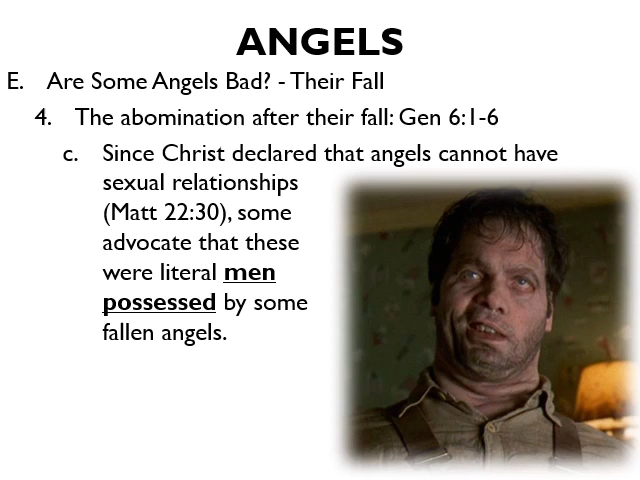 ANGELS
E. Are Some Angels Bad? - Their Fall
4. The abomination after their fall: Gen 6:1-6
c. Since Christ declared that angels cannot have
sexual relationships
(Matt 22:30), some
advocate that these
were literal men
possessed by some
fallen angels.